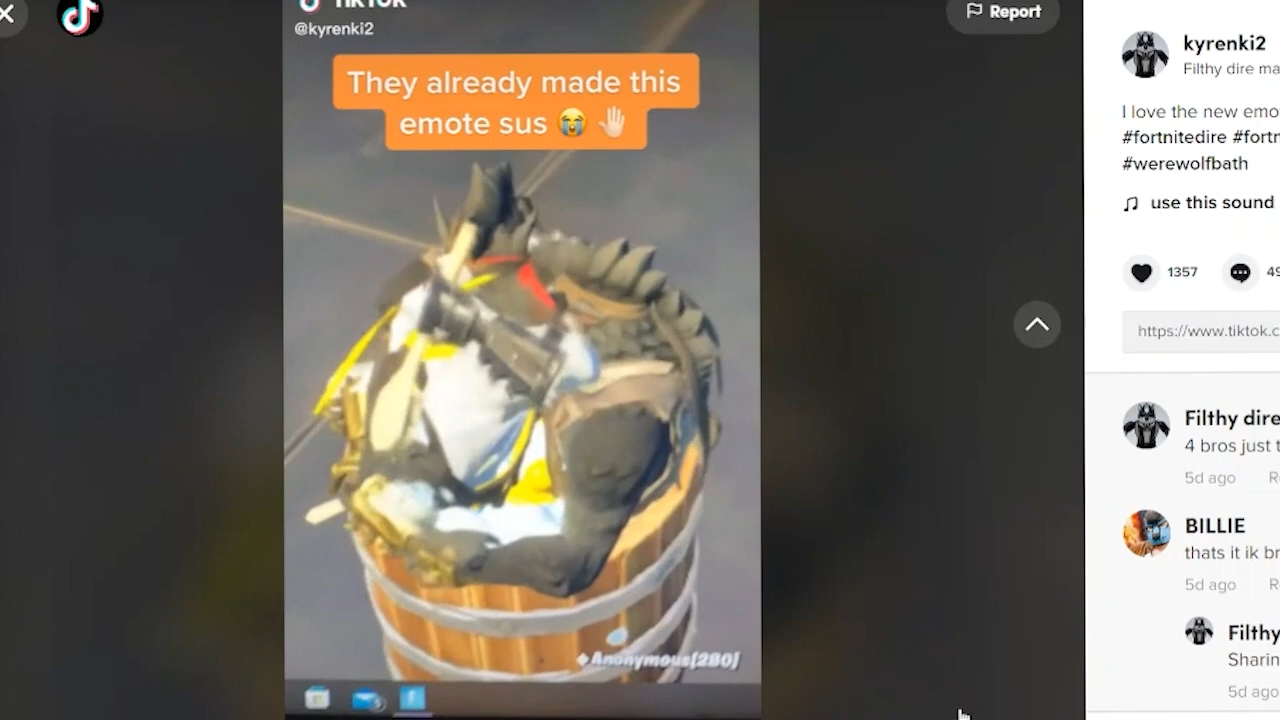 TikTok
@kyrenki2
They already made this
emote sus
Anonymous[280]
Report
kyrenki2
Filthy dire ma
I love the new emo
#fortnitedire #fortn
#werewolfbath
use this sound
1357
49
https://www.tiktok.c
Filthy dire
4 bros just t
5d ago
BILLIE
thats it ik br
5d ago
Filthy
Sharin
5d ago